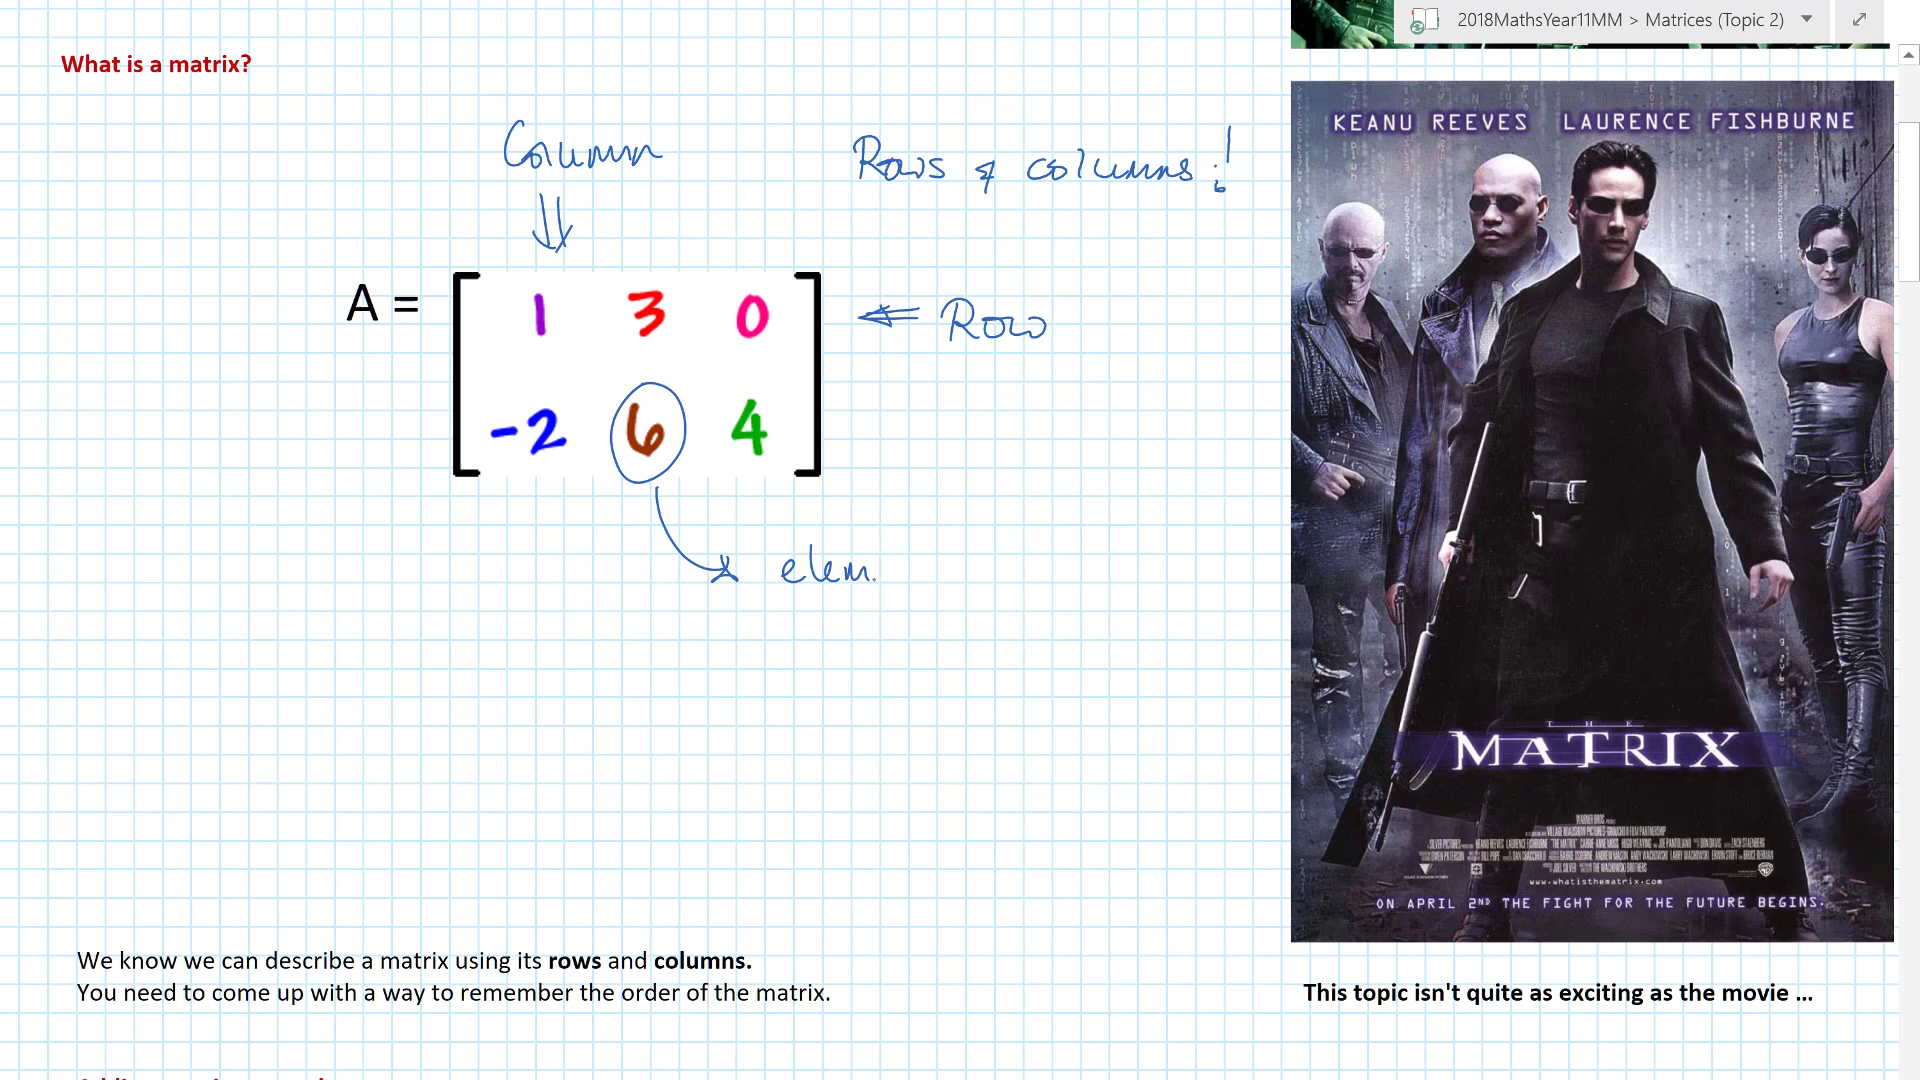 2018MathsYear11MM > Matrices (Topic 2)
What is a matrix?
Column
Rows & columns!
A =
1 3 0
Row
-2 6 4
elem.
We know we can describe a matrix using its rows and columns.
You need to come up with a way to remember the order of the matrix.
KEANU REEVES LAURENCE FISHBURNE
THE
MATRIX
www.whatisthematrix.com
ON APRIL 2ND THE FIGHT FOR THE FUTURE BEGINS.
This topic isn't quite as exciting as the movie ...